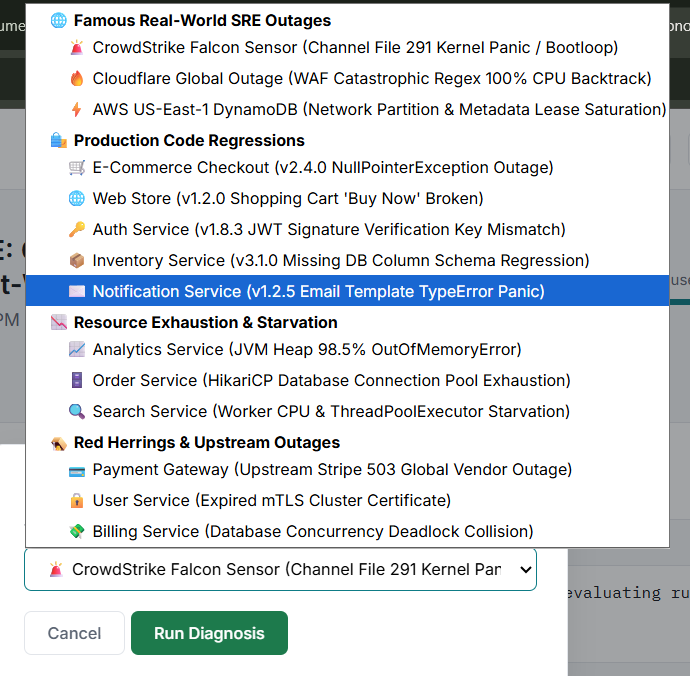 Famous Real-World SRE Outages
CrowdStrike Falcon Sensor (Channel File 291 Kernel Panic / Bootloop)
Cloudflare Global Outage (WAF Catastrophic Regex 100% CPU Backtrack)
AWS US-East-1 DynamoDB (Network Partition & Metadata Lease Saturation)
Production Code Regressions
E-Commerce Checkout (v2.4.0 NullPointerException Outage)
Web Store (v1.2.0 Shopping Cart 'Buy Now' Broken)
Auth Service (v1.8.3 JWT Signature Verification Key Mismatch)
Inventory Service (v3.1.0 Missing DB Column Schema Regression)
Notification Service (v1.2.5 Email Template TypeError Panic)
Resource Exhaustion & Starvation
Analytics Service (JVM Heap 98.5% OutOfMemoryError)
Order Service (HikariCP Database Connection Pool Exhaustion)
Search Service (Worker CPU & ThreadPoolExecutor Starvation)
Red Herrings & Upstream Outages
Payment Gateway (Upstream Stripe 503 Global Vendor Outage)
User Service (Expired mTLS Cluster Certificate)
Billing Service (Database Concurrency Deadlock Collision)
CrowdStrike Falcon Sensor (Channel File 291 Kernel Par
evaluating ru
PM
Cancel
Run Diagnosis